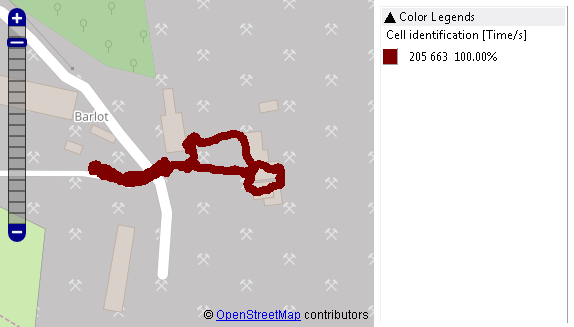 ▲ Color Legends
Cell identification [Time/s]
205 663 100.00%
Barlot
© OpenStreetMap contributors